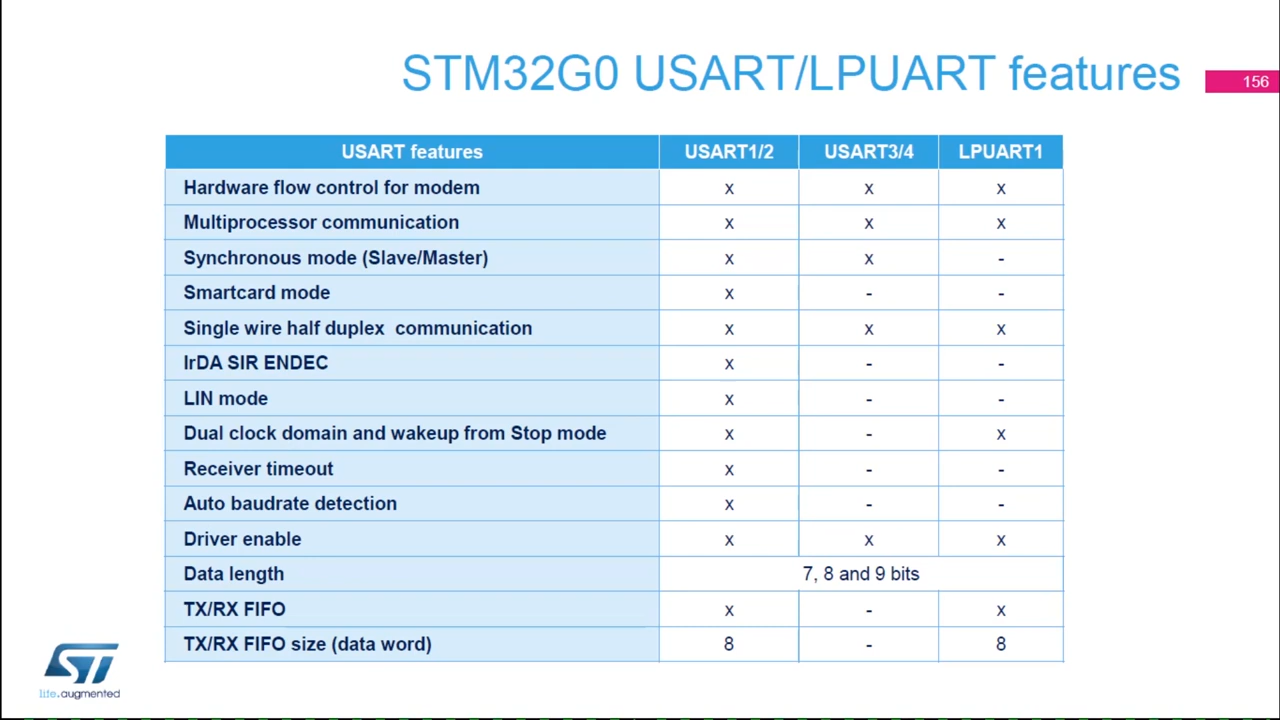 STM32G0 USART/LPUART features
156
USART features USART1/2 USART3/4 LPUART1
Hardware flow control for modem x x x
Multiprocessor communication x x x
Synchronous mode (Slave/Master) x x -
Smartcard mode x - -
Single wire half duplex communication x x x
IrDA SIR ENDEC x - -
LIN mode x - -
Dual clock domain and wakeup from Stop mode x - x
Receiver timeout x - -
Auto baudrate detection x - -
Driver enable x x x
Data length 7, 8 and 9 bits
TX/RX FIFO x - x
TX/RX FIFO size (data word) 8 - 8
ST
life.augmented